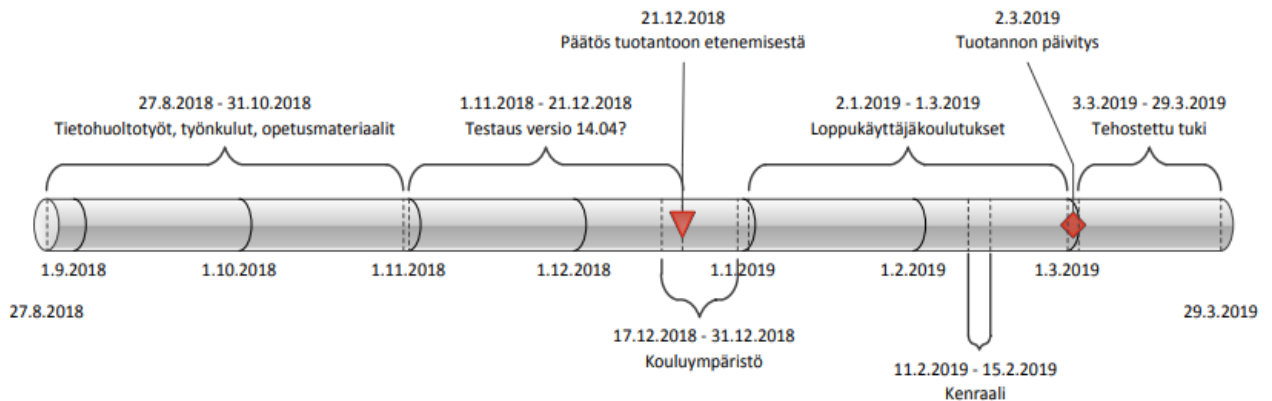 21.12.2018
Päätös tuotantoon etenemisestä
2.3.2019
Tuotannon päivitys
27.8.2018 - 31.10.2018
Tietohuoltotyöt, työnkulut, opetusmateriaalit
1.11.2018 - 21.12.2018
Testaus versio 14.04?
2.1.2019 - 1.3.2019
Loppukäyttäjäkoulutukset
3.3.2019 - 29.3.2019
Tehostettu tuki
1.9.2018
1.10.2018
1.11.2018
1.12.2018
1.1.2019
1.2.2019
1.3.2019
27.8.2018
29.3.2019
17.12.2018 - 31.12.2018
Kouluympäristö
11.2.2019 - 15.2.2019
Kenraali